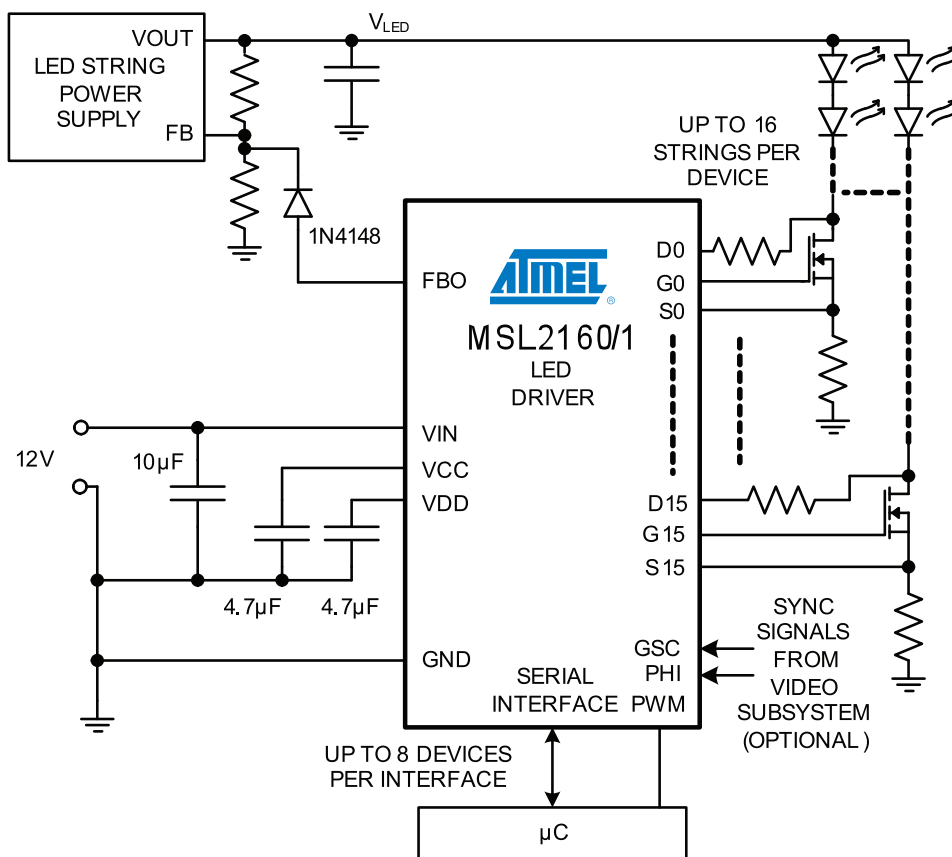 VOUT
LED STRING
POWER
SUPPLY
FB
VLED
UP TO 16
STRINGS PER
DEVICE
1N4148
FBO
ATMEL
®
MSL2160/1
LED
DRIVER
D0
G0
S0
12V
10µF
VIN
VCC
VDD
4.7µF
4.7µF
D15
G15
S15
GND
GSC
PHI
SERIAL
INTERFACE
PWM
SYNC
SIGNALS
FROM
VIDEO
SUBSYSTEM
(OPTIONAL)
UP TO 8 DEVICES
PER INTERFACE
µC